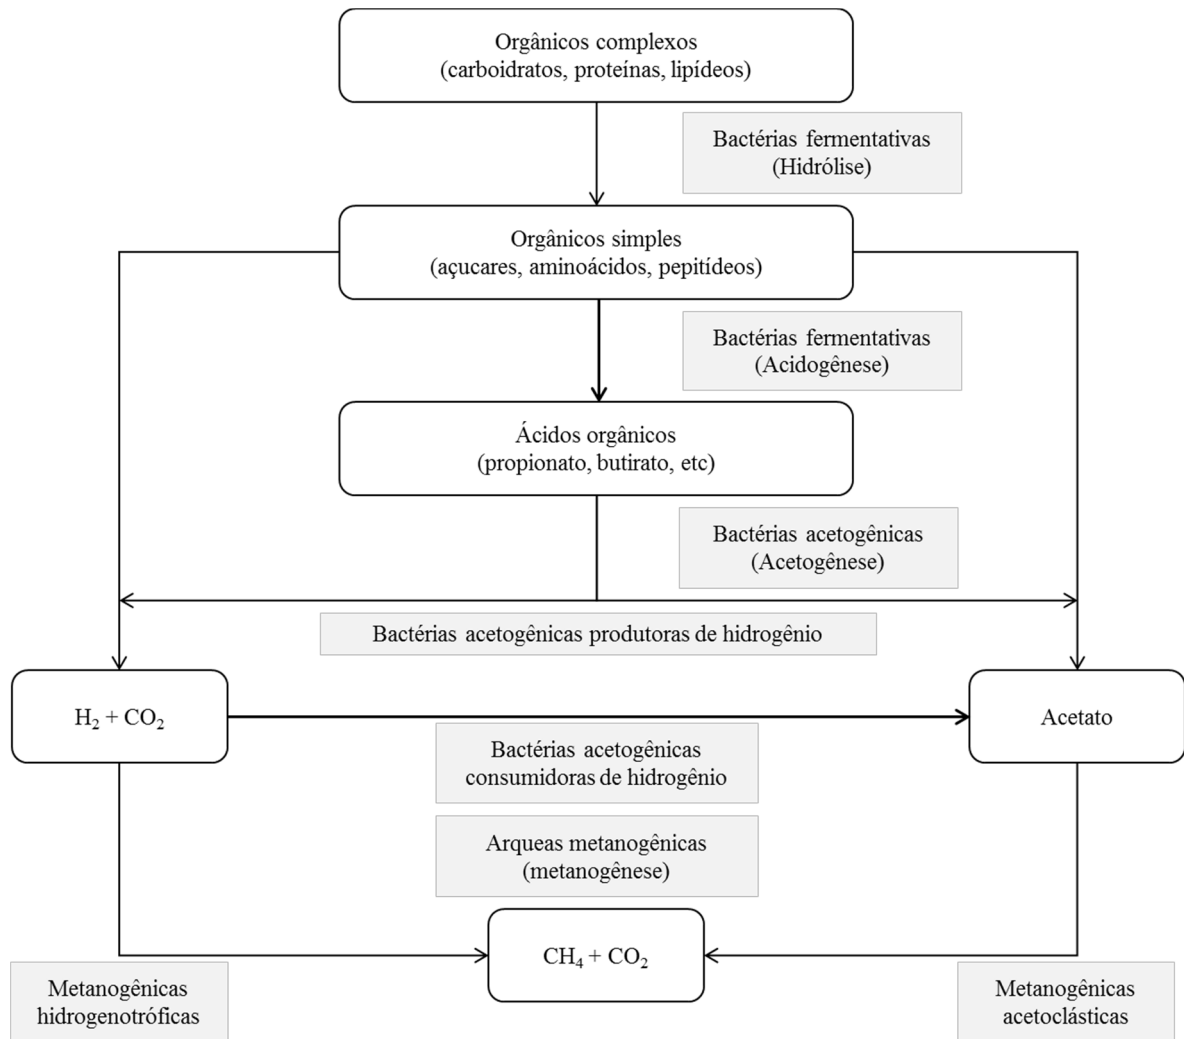 Orgânicos complexos
(carboidratos, proteínas, lipídeos)
Bactérias fermentativas
(Hidrólise)
Orgânicos simples
(açucares, aminoácidos, pepitídeos)
Bactérias fermentativas
(Acidogênese)
Ácidos orgânicos
(propionato, butirato, etc)
Bactérias acetogênicas
(Acetogênese)
Bactérias acetogênicas produtoras de hidrogênio
H₂ + CO₂
Acetato
Bactérias acetogênicas
consumidoras de hidrogênio
Arqueas metanogênicas
(metanogênese)
CH₄ + CO₂
Metanogênicas
hidrogenotróficas
Metanogênicas
acetoclásticas